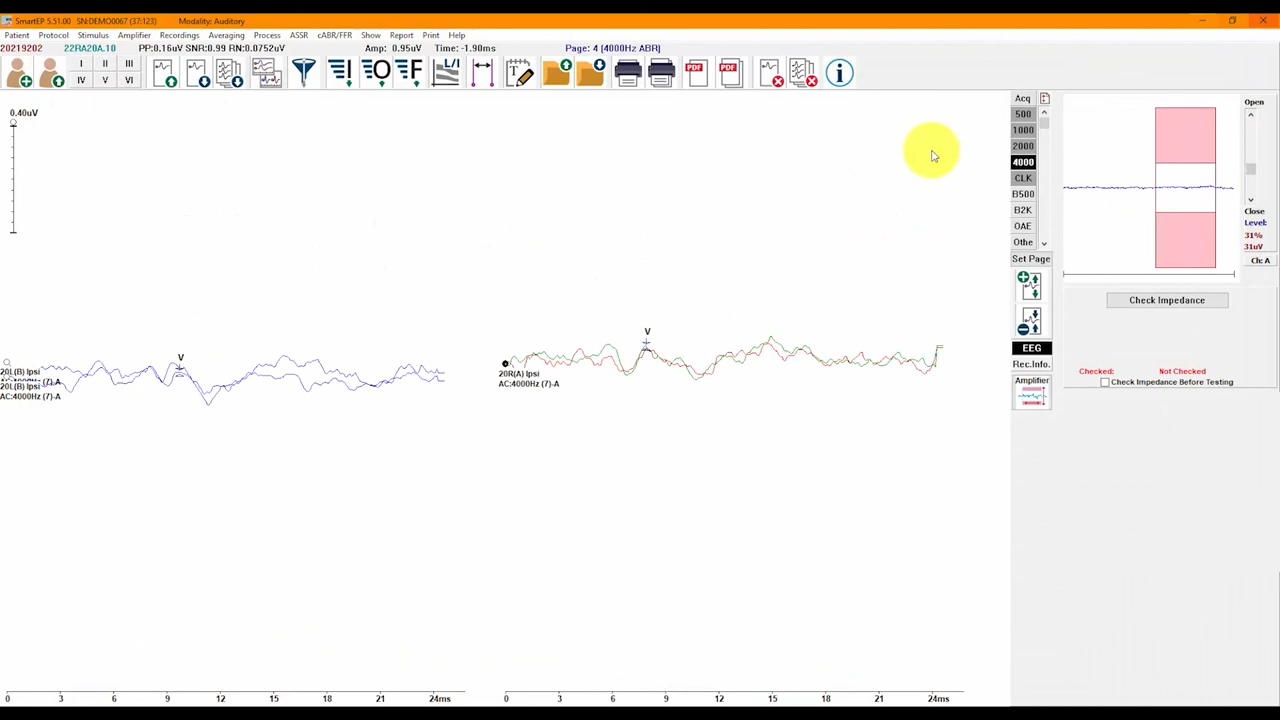 SmartEP 5.51.00 SN:DEMO0067 (37:123) Modality: Auditory
Patient Protocol Stimulus Amplifier Recordings Averaging Process ASSR cABR/FFR Show Report Print Help
20219202 22RA20A.10 PP:0.16uV SNR:0.99 RN:0.0752uV Amp: 0.95uV Time: -1.90ms Page: 4 (4000Hz ABR)
I II III
IV V VI
T
O
F
L/I
PDF PDF
0.40uV
V
20L(B) Ipsi
20L(B) Ipsi
AC:4000Hz (7)-A
V
20R(A) Ipsi
AC:4000Hz (7)-A
0 3 6 9 12 15 18 21 24ms
0 3 6 9 12 15 18 21 24ms
Acq
500
1000
2000
4000
CLK
B500
B2K
OAE
Othe
Set Page
EEG
Rec.Info.
Amplifier
Open
Close
Level:
31%
31uV
Ch: A
Check Impedance
Checked: Not Checked
Check Impedance Before Testing